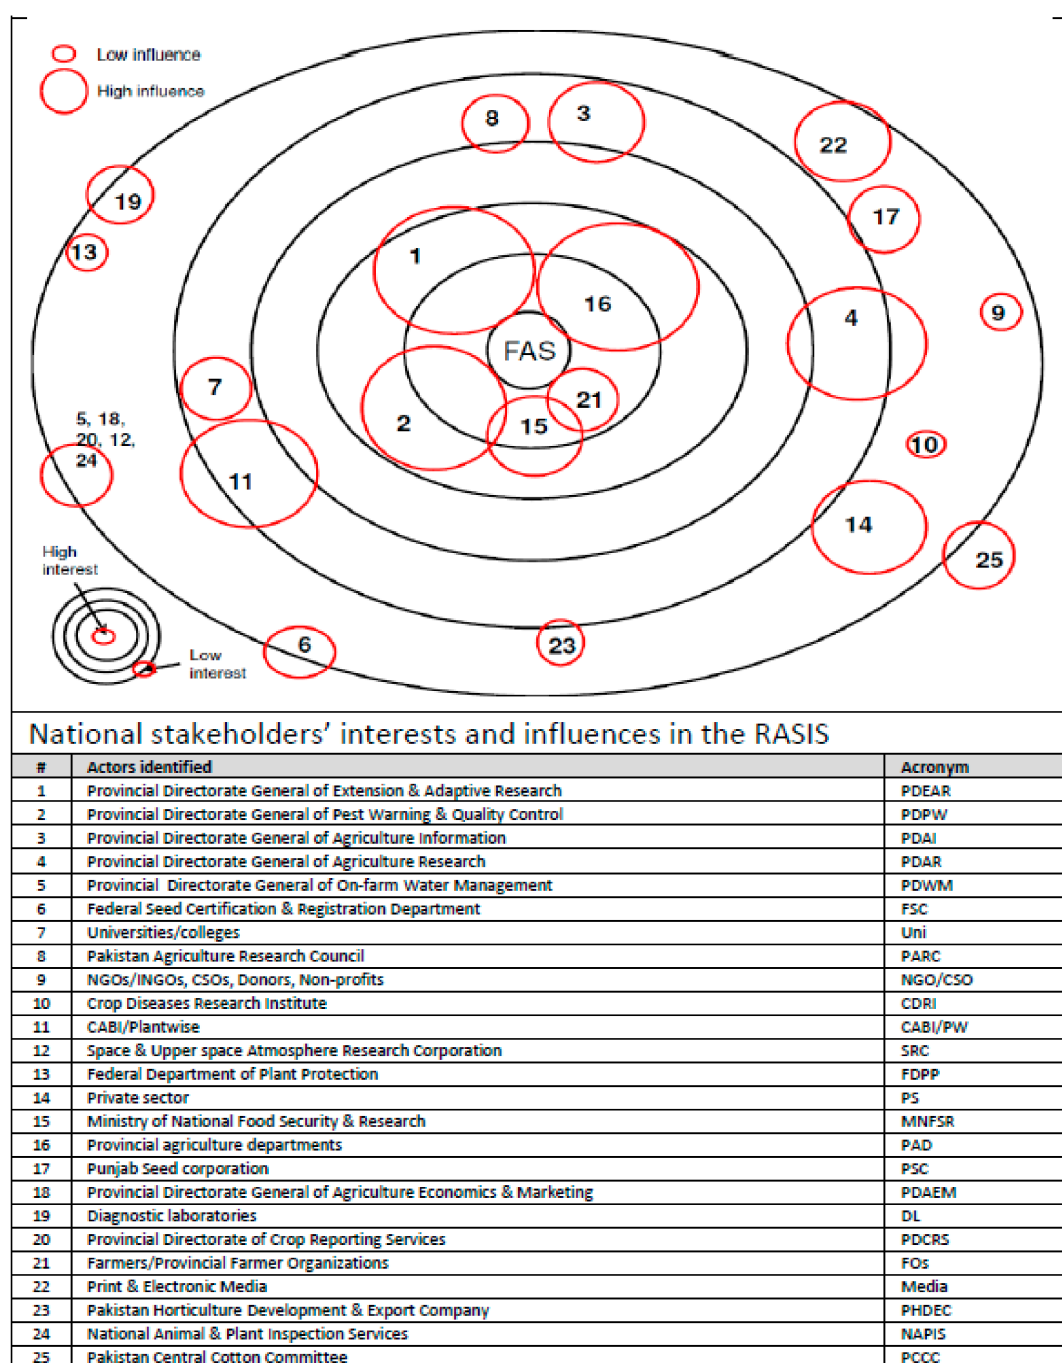 Low influence
High influence
8
3
22
19
17
13
1
16
9
4
FAS
7
21
5, 18,
20, 12,
24
2
15
10
11
14
High
interest
25
6
23
Low
interest
National stakeholders’ interests and influences in the RASIS
# Actors identified Acronym
1 Provincial Directorate General of Extension & Adaptive Research PDEAR
2 Provincial Directorate General of Pest Warning & Quality Control PDPW
3 Provincial Directorate General of Agriculture Information PDAI
4 Provincial Directorate General of Agriculture Research PDAR
5 Provincial Directorate General of On-farm Water Management PDWM
6 Federal Seed Certification & Registration Department FSC
7 Universities/colleges Uni
8 Pakistan Agriculture Research Council PARC
9 NGOs/INGOs, CSOs, Donors, Non-profits NGO/CSO
10 Crop Diseases Research Institute CDRI
11 CABI/Plantwise CABI/PW
12 Space & Upper space Atmosphere Research Corporation SRC
13 Federal Department of Plant Protection FDPP
14 Private sector PS
15 Ministry of National Food Security & Research MNFSR
16 Provincial agriculture departments PAD
17 Punjab Seed corporation PSC
18 Provincial Directorate General of Agriculture Economics & Marketing PDAEM
19 Diagnostic laboratories DL
20 Provincial Directorate of Crop Reporting Services PDCRS
21 Farmers/Provincial Farmer Organizations FOs
22 Print & Electronic Media Media
23 Pakistan Horticulture Development & Export Company PHDEC
24 National Animal & Plant Inspection Services NAPIS
25 Pakistan Central Cotton Committee PCCC